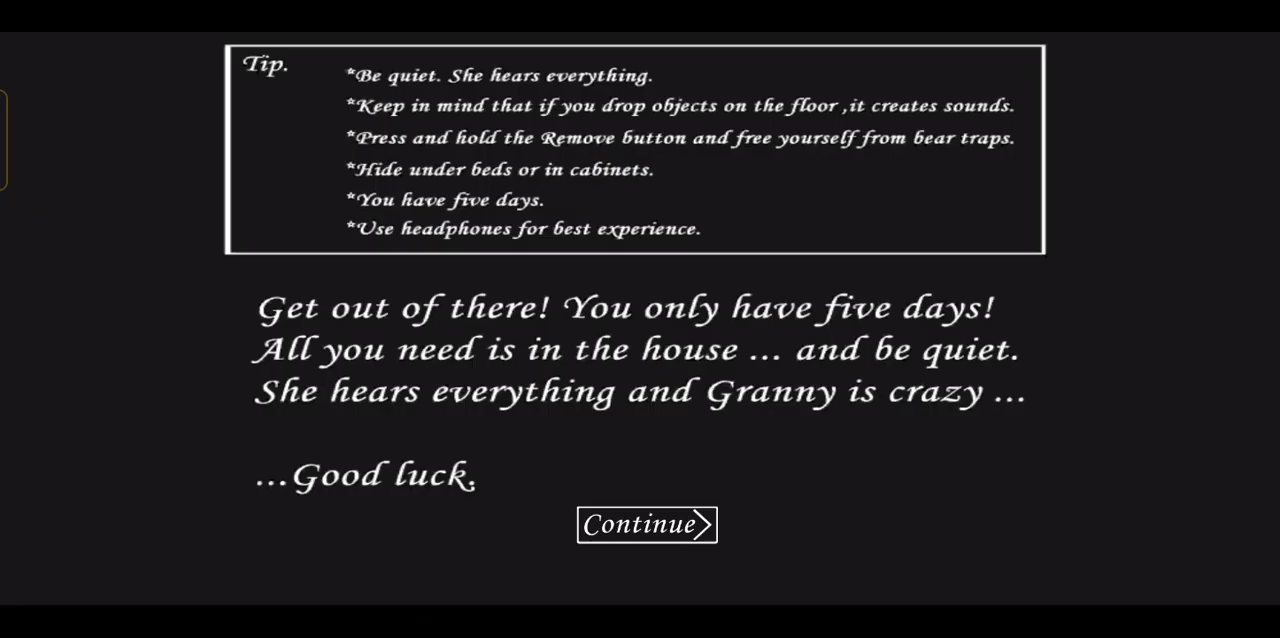 Tip.
*Be quiet. She hears everything.
*Keep in mind that if you drop objects on the floor ,it creates sounds.
*Press and hold the Remove button and free yourself from bear traps.
*Hide under beds or in cabinets.
*You have five days.
*Use headphones for best experience.
Get out of there! You only have five days!
All you need is in the house ... and be quiet.
She hears everything and Granny is crazy ...
...Good luck.
Continue